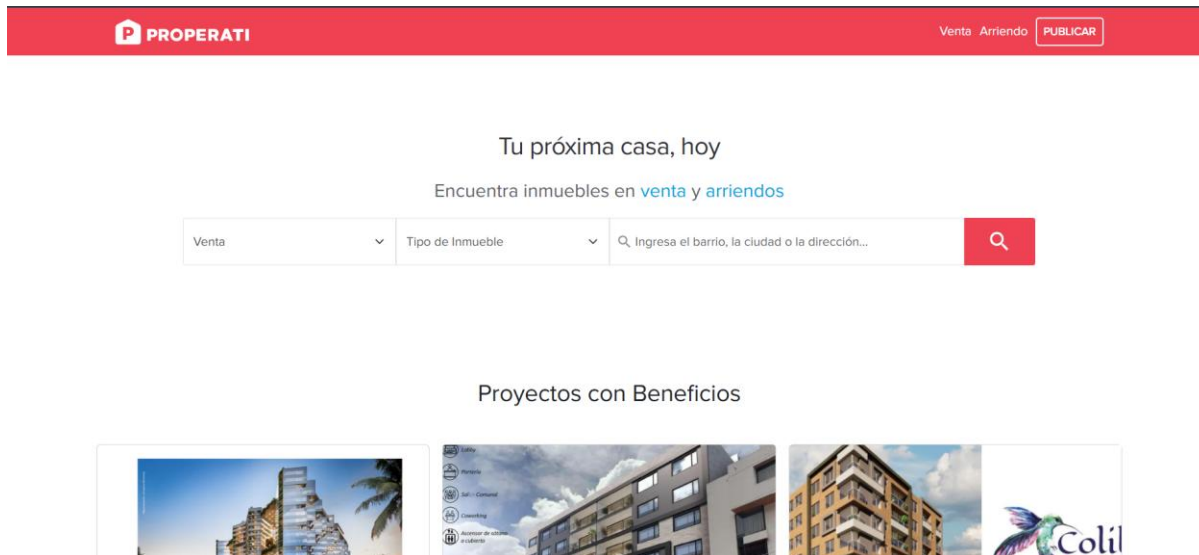 PROPERATI
Venta Arriendo PUBLICAR
Tu próxima casa, hoy
Encuentra inmuebles en venta y arriendos
Venta
Tipo de Inmueble
Ingresa el barrio, la ciudad o la dirección...
Proyectos con Beneficios
Coworking
Colil